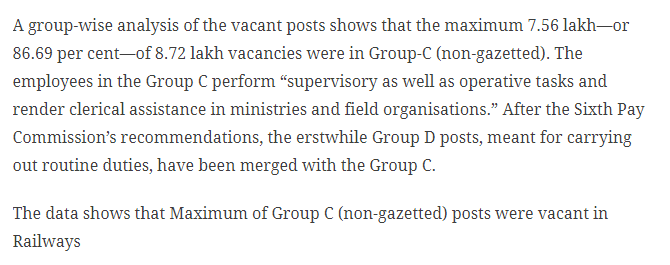 A group-wise analysis of the vacant posts shows that the maximum 7.56 lakh—or
86.69 per cent—of 8.72 lakh vacancies were in Group-C (non-gazetted). The
employees in the Group C perform “supervisory as well as operative tasks and
render clerical assistance in ministries and field organisations.” After the Sixth Pay
Commission’s recommendations, the erstwhile Group D posts, meant for carrying
out routine duties, have been merged with the Group C.
The data shows that Maximum of Group C (non-gazetted) posts were vacant in
Railways